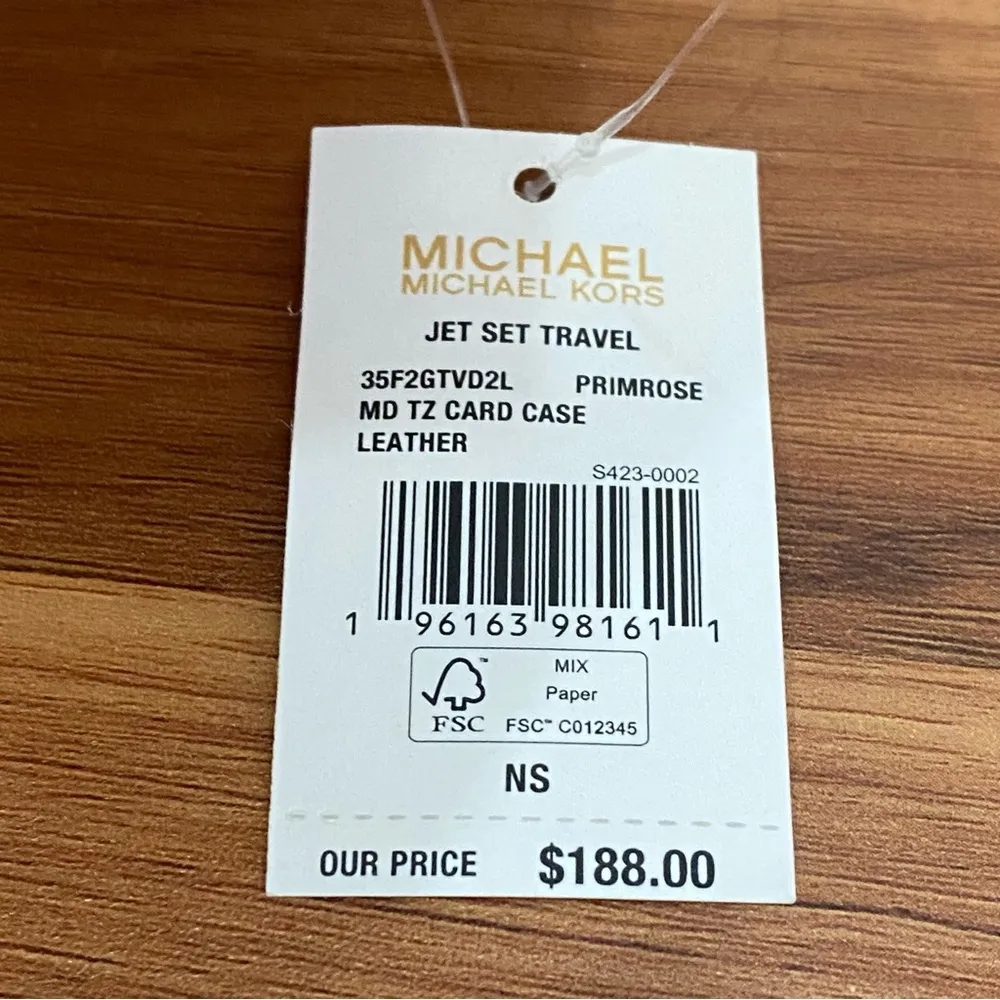 MICHAEL
MICHAEL KORS
JET SET TRAVEL
35F2GTVD2L PRIMROSE
MD TZ CARD CASE
LEATHER
S423-0002
1 96163 98161 1
FSC
MIX
Paper
FSC™ C012345
NS
OUR PRICE $188.00